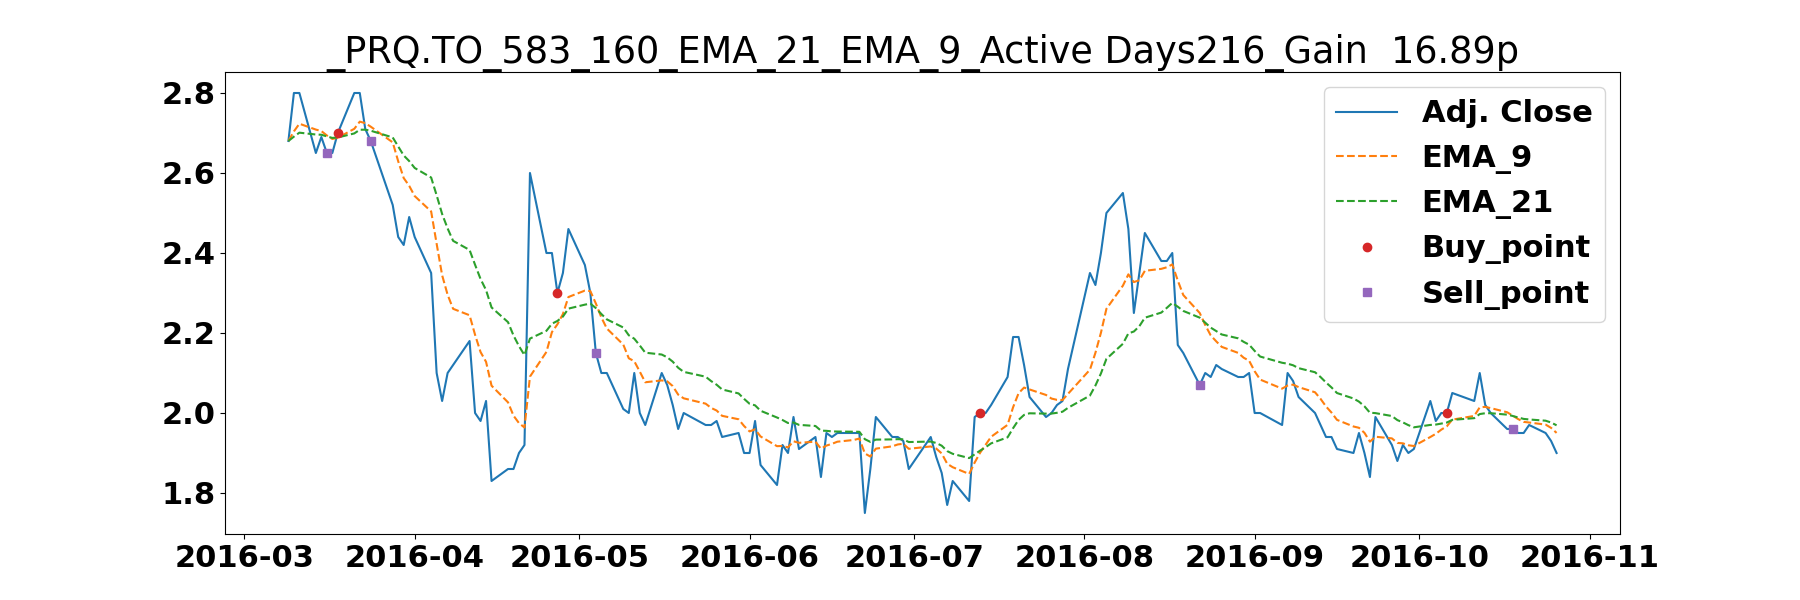 _PRQ.TO_583_160_EMA_21_EMA_9_Active Days216_Gain  16.89p
2.8
2.6
2.4
2.2
2.0
1.8
Adj. Close
EMA_9
EMA_21
Buy_point
Sell_point
2016-03 2016-04 2016-05 2016-06 2016-07 2016-08 2016-09 2016-10 2016-11